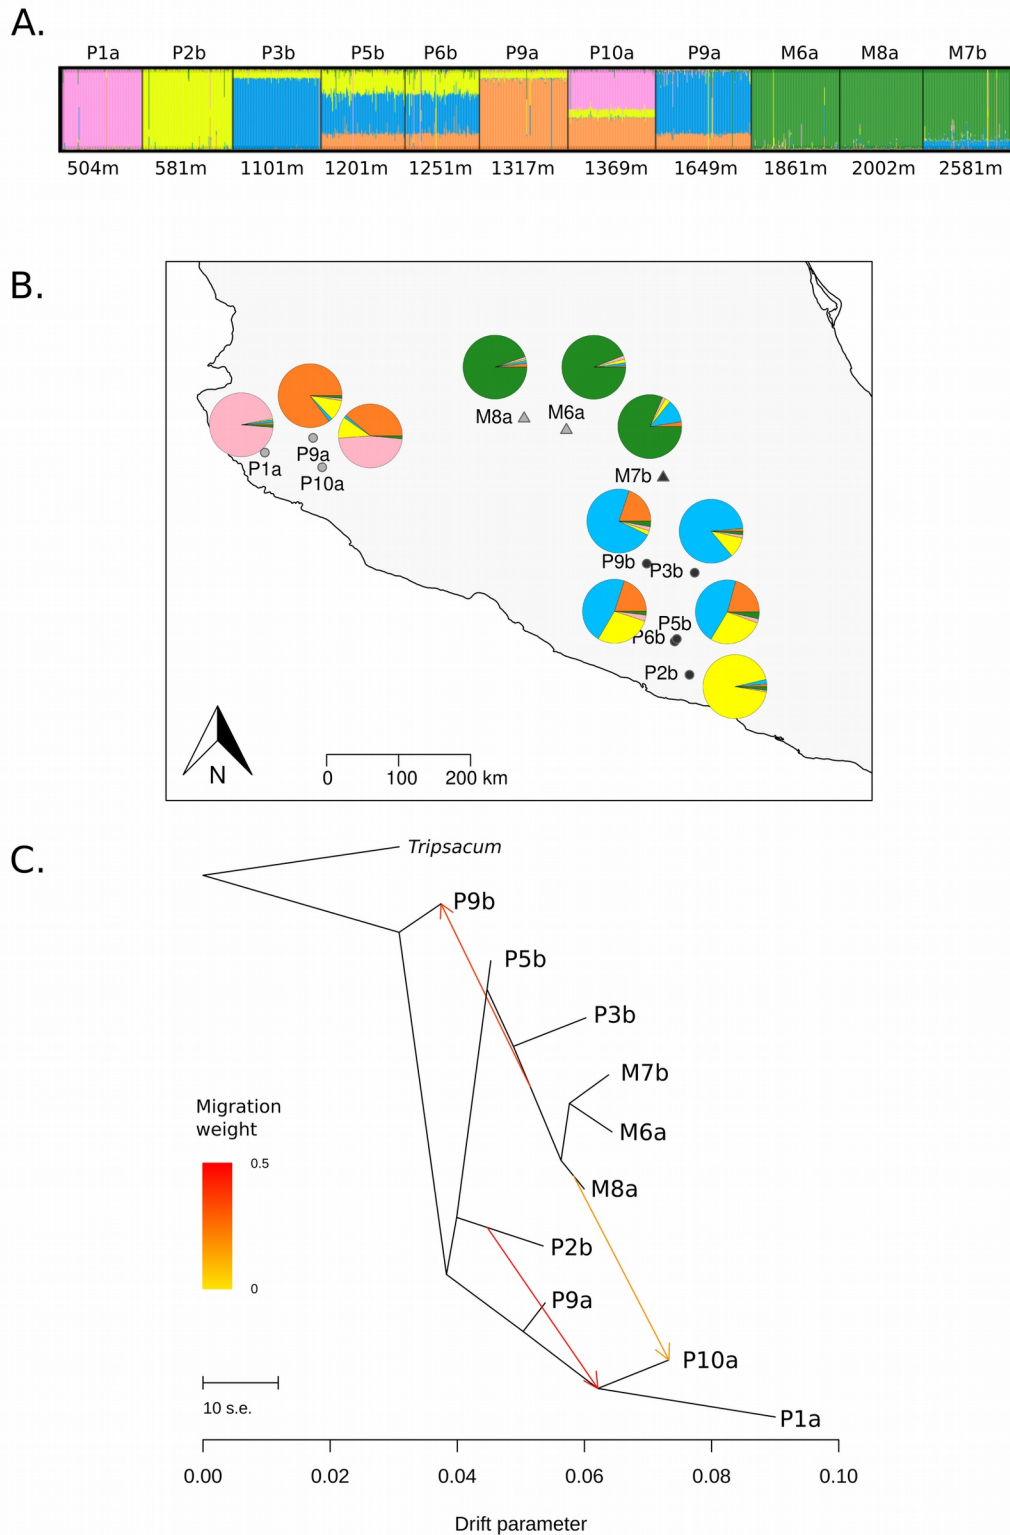 A.
P1a P2b P3b P5b P6b P9a P10a P9a M6a M8a M7b
504m 581m 1101m 1201m 1251m 1317m 1369m 1649m 1861m 2002m 2581m
B.
M8a M6a
P9a
P1a
P10a
M7b
P9b P3b
P5b
P6b
P2b
N
0 100 200 km
C.
Tripsacum
P9b
P5b
P3b
M7b
Migration
weight
M6a
0.5
M8a
P2b
0
P9a
P10a
10 s.e.
P1a
0.00 0.02 0.04 0.06 0.08 0.10
Drift parameter